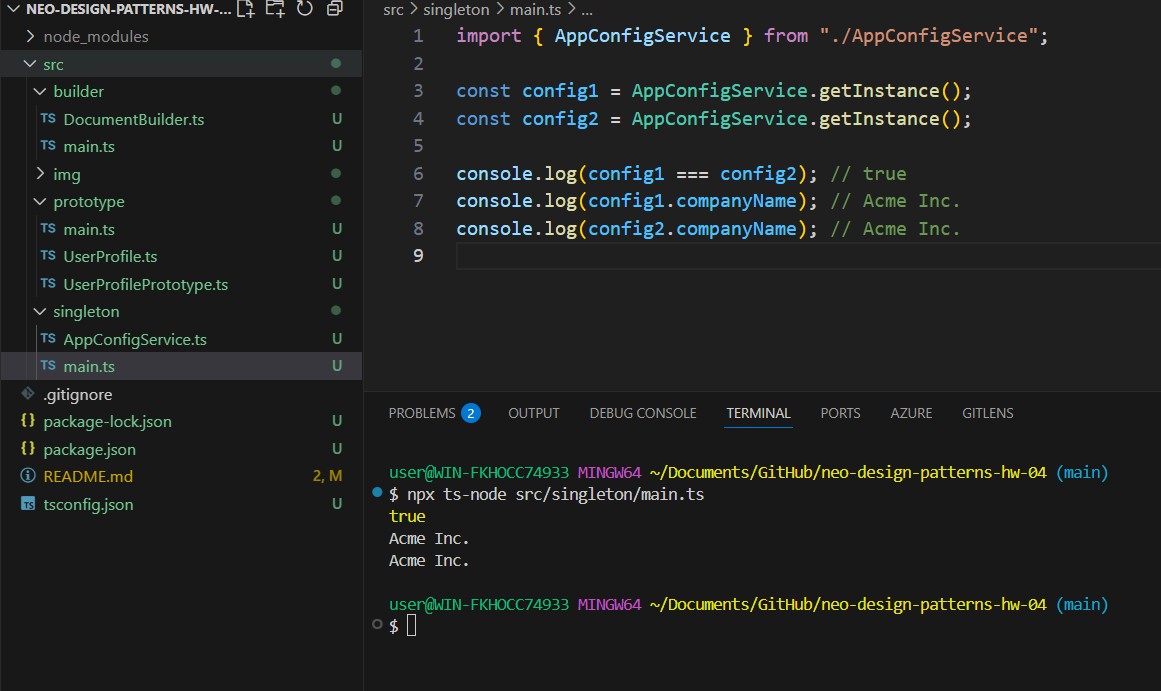 NEO-DESIGN-PATTERNS-HW-...
node_modules
src
builder
TS DocumentBuilder.ts U
TS main.ts U
img
prototype
TS main.ts U
TS UserProfile.ts U
TS UserProfilePrototype.ts U
singleton
TS AppConfigService.ts U
TS main.ts U
.gitignore
{} package-lock.json U
{} package.json U
README.md 2, M
TS tsconfig.json U
src > singleton > main.ts > ...
1 import { AppConfigService } from "./AppConfigService";
2
3 const config1 = AppConfigService.getInstance();
4 const config2 = AppConfigService.getInstance();
5
6 console.log(config1 === config2); // true
7 console.log(config1.companyName); // Acme Inc.
8 console.log(config2.companyName); // Acme Inc.
9
PROBLEMS 2 OUTPUT DEBUG CONSOLE TERMINAL PORTS AZURE GITLENS
user@WIN-FKHOCC74933 MINGW64 ~/Documents/GitHub/neo-design-patterns-hw-04 (main)
$ npx ts-node src/singleton/main.ts
true
Acme Inc.
Acme Inc.
user@WIN-FKHOCC74933 MINGW64 ~/Documents/GitHub/neo-design-patterns-hw-04 (main)
$